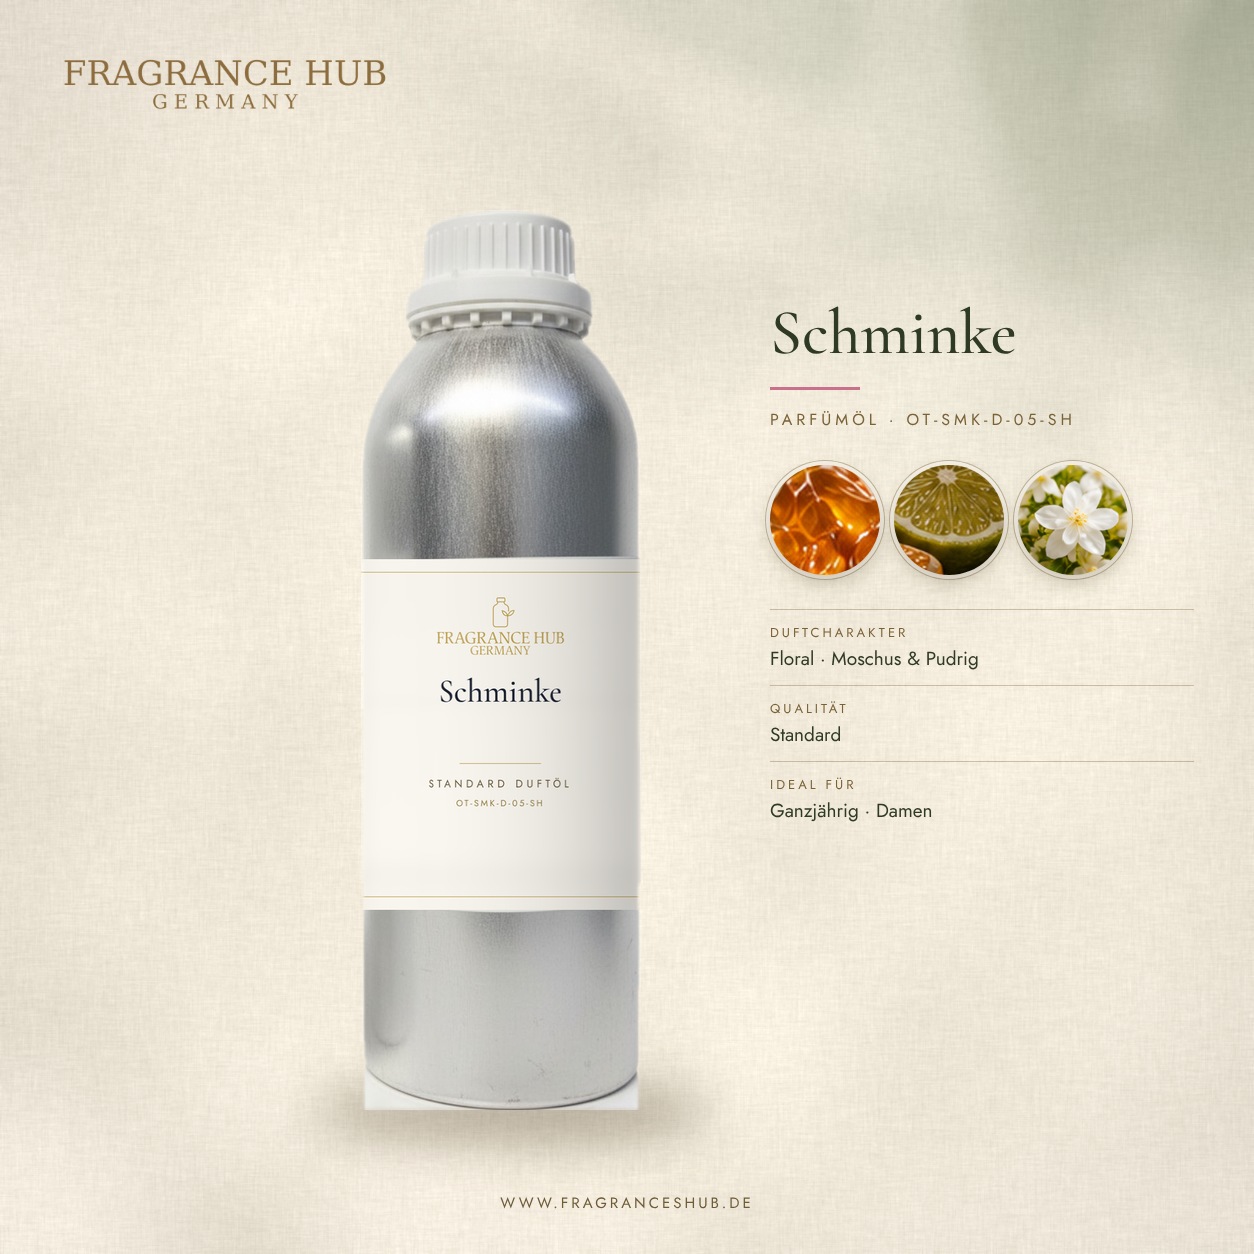 FRAGRANCE HUB
GERMANY
Schminke
PARFÜMÖL · OT-SMK-D-05-SH
DUFTCHARAKTER
Floral · Moschus & Pudrig
QUALITÄT
Standard
IDEAL FÜR
Ganzjährig · Damen
FRAGRANCE HUB
GERMANY
Schminke
STANDARD DUFTÖL
OT-SMK-D-05-SH
WWW.FRAGRANCESHUB.DE